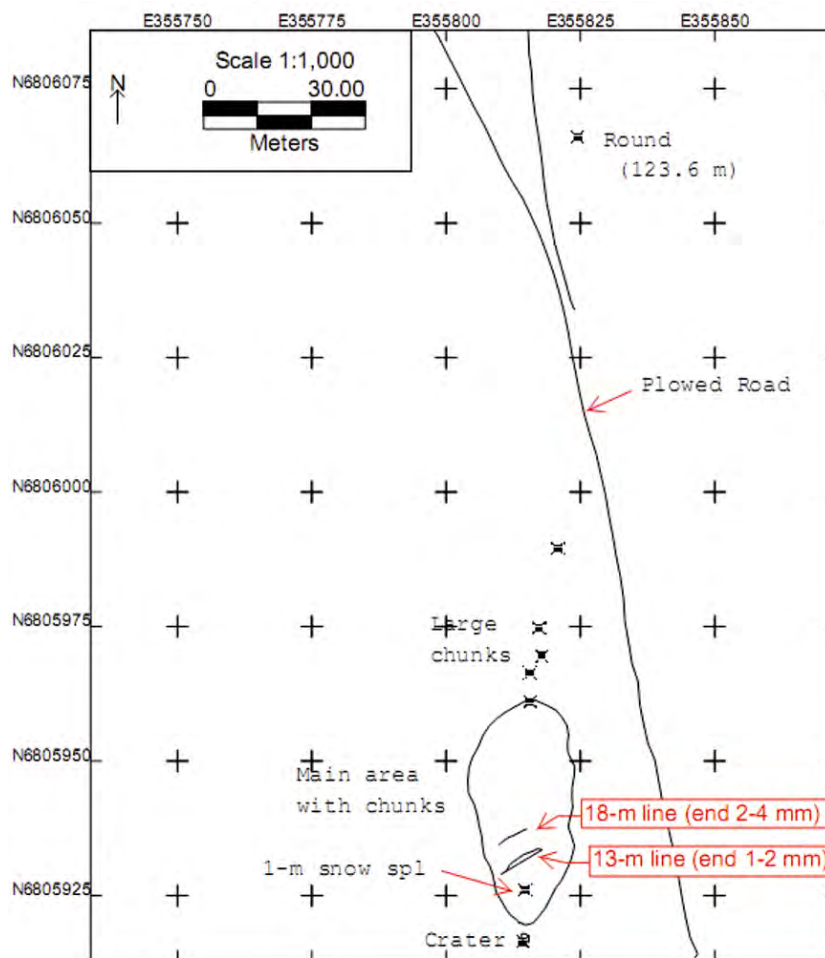 E355750 E355775 E355800 E355825 E355850
Scale 1:1,000
0 30.00
Meters
N
N6806075
Round
(123.6 m)
N6806050
N6806025
Plowed Road
N6806000
N6805975
Large
chunks
N6805950
Main area
with chunks
18-m line (end 2-4 mm)
13-m line (end 1-2 mm)
1-m snow spl
N6805925
Crater